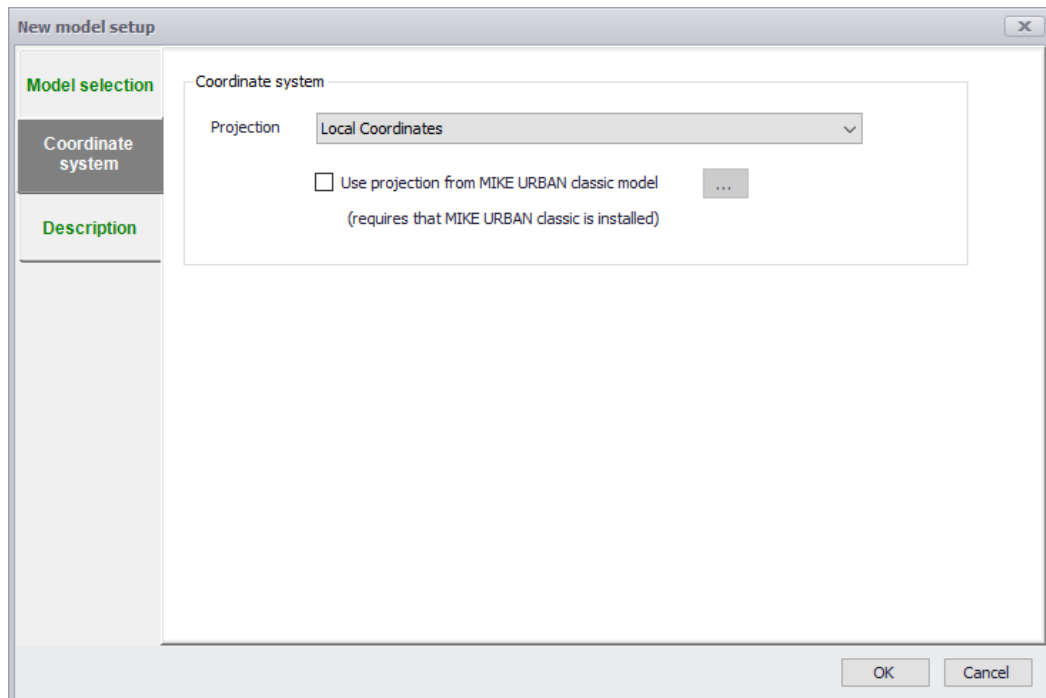 New model setup
Model selection
Coordinate
system
Description
Coordinate system
Projection
Local Coordinates
Use projection from MIKE URBAN classic model
...
(requires that MIKE URBAN classic is installed)
OK
Cancel